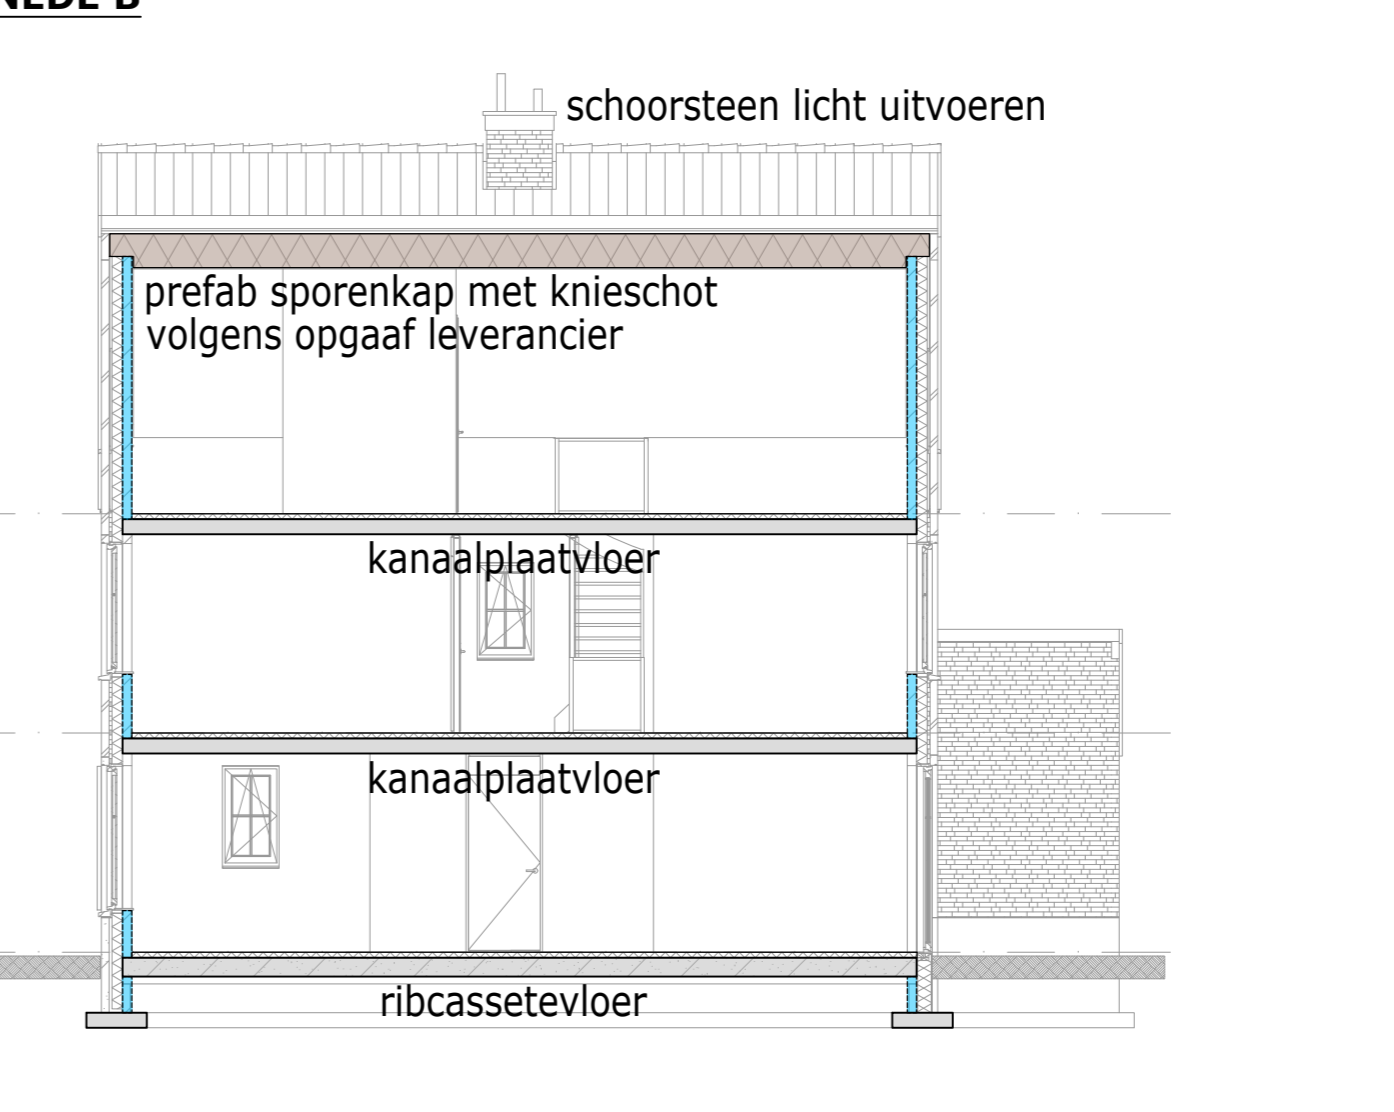 schoorsteen licht uitvoeren
prefab sporenkap met knieschot
volgens opgaaf leverancier
kanaalplaatvloer
kanaalplaatvloer
ribcassetevloer